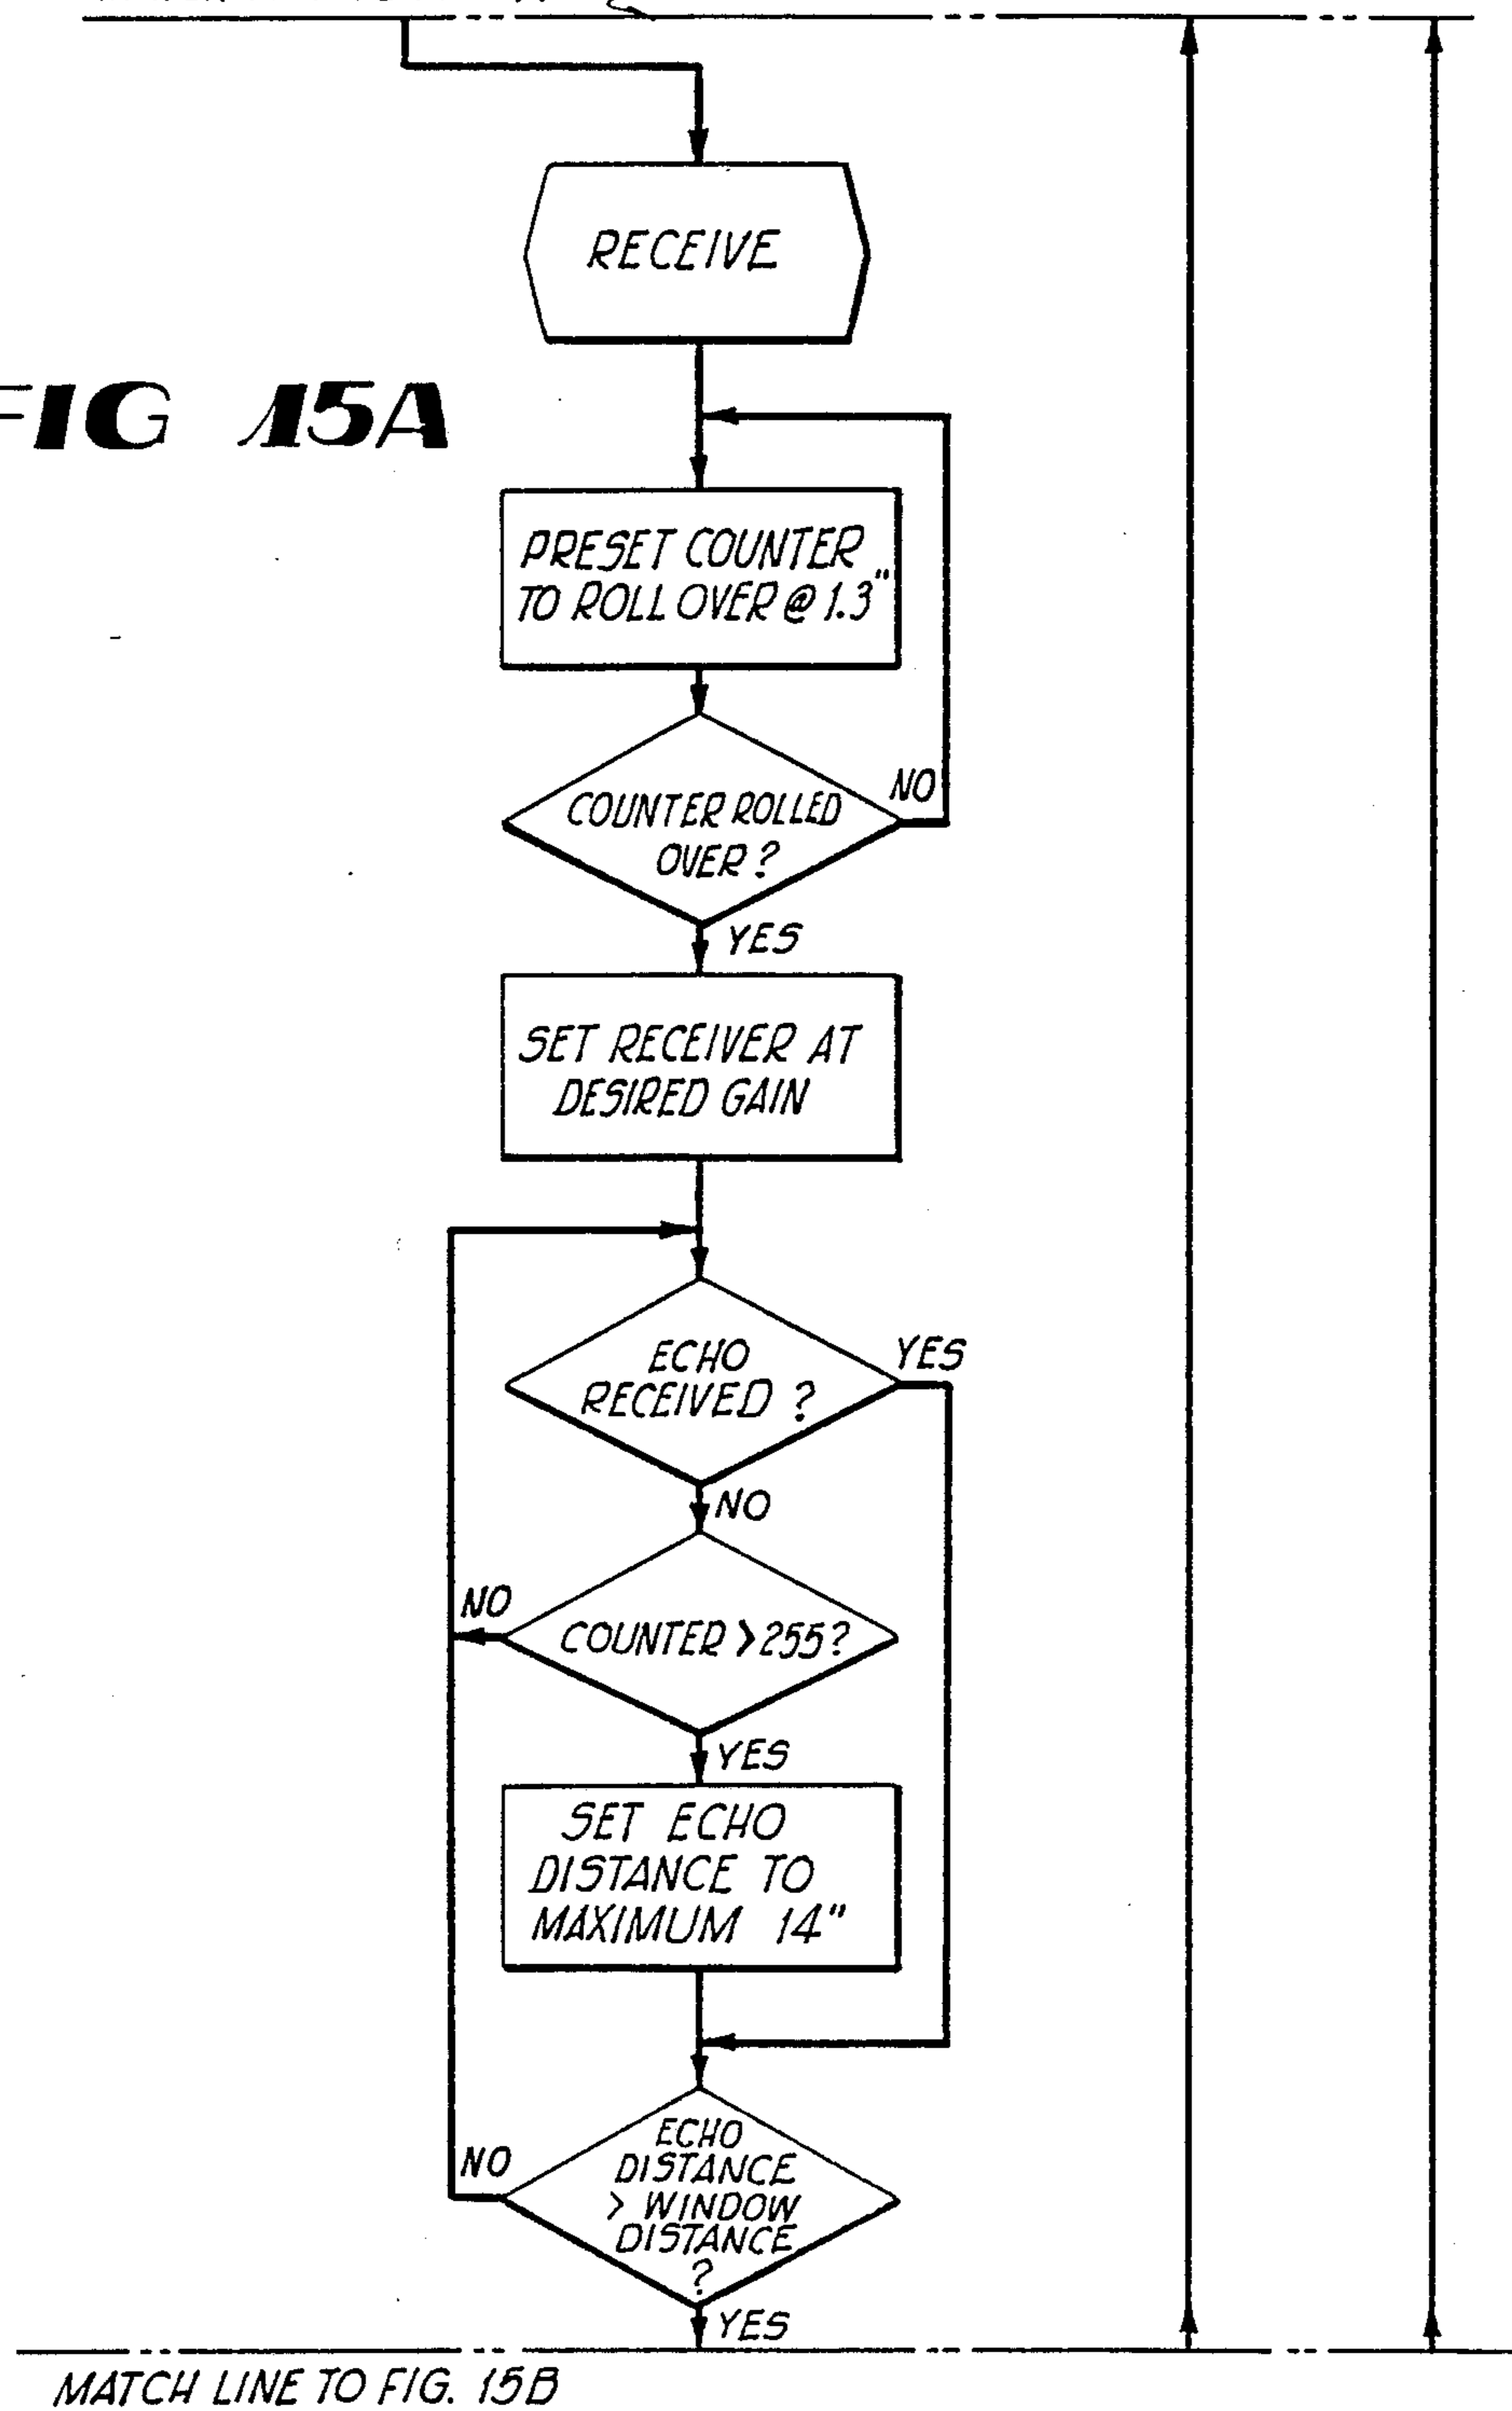 RECEIVE
FIG 15A
PRESET COUNTER
TO ROLL OVER @ 1.3"
COUNTER ROLLED
OVER ?
NO
YES
SET RECEIVER AT
DESIRED GAIN
ECHO
RECEIVED ?
YES
NO
COUNTER > 255?
NO
YES
SET ECHO
DISTANCE TO
MAXIMUM 14"
ECHO
DISTANCE
> WINDOW
DISTANCE
?
NO
YES
MATCH LINE TO FIG. 15B